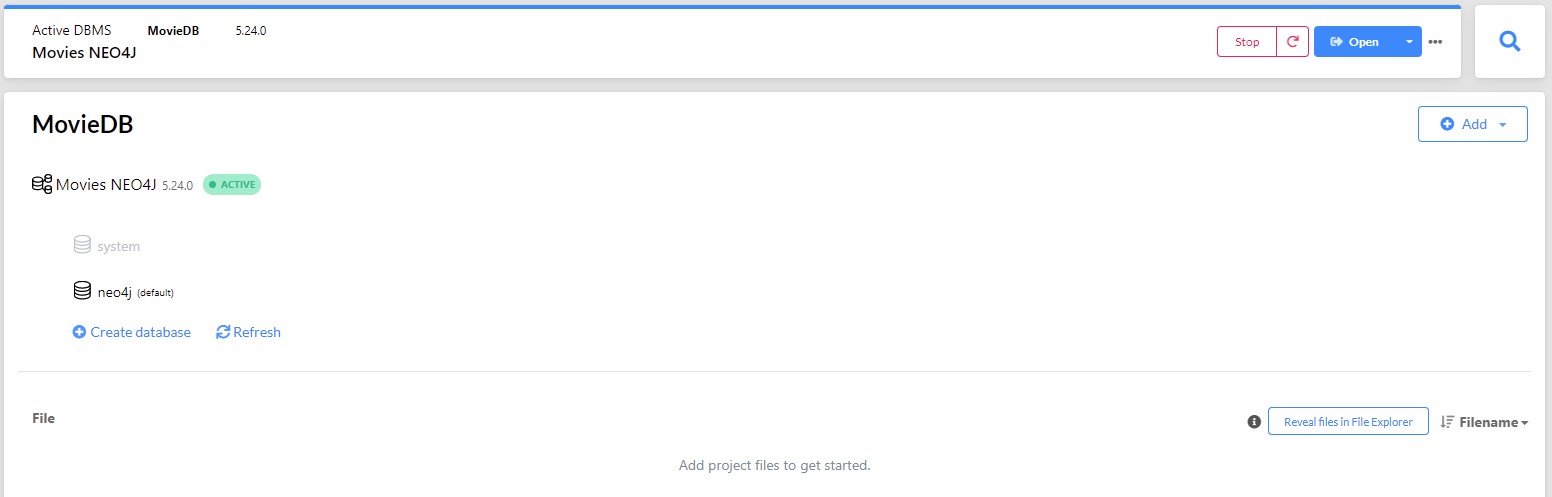 Active DBMS MovieDB 5.24.0
Movies NEO4J
Stop Open
MovieDB
Add
Movies NEO4J 5.24.0 ACTIVE
system
neo4j (default)
Create database Refresh
File
Reveal files in File Explorer Filename
Add project files to get started.